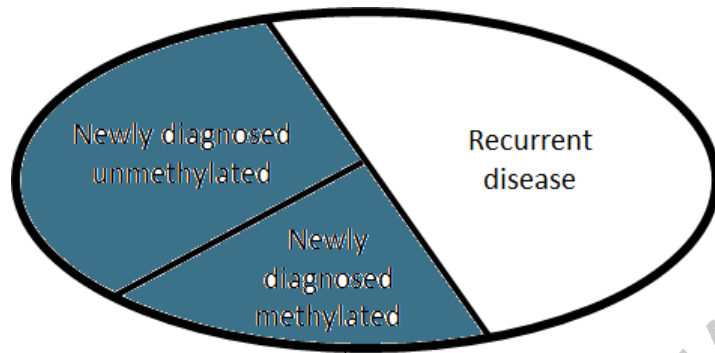 Newly diagnosed
unmethylated
Recurrent
disease
Newly
diagnosed
methylated